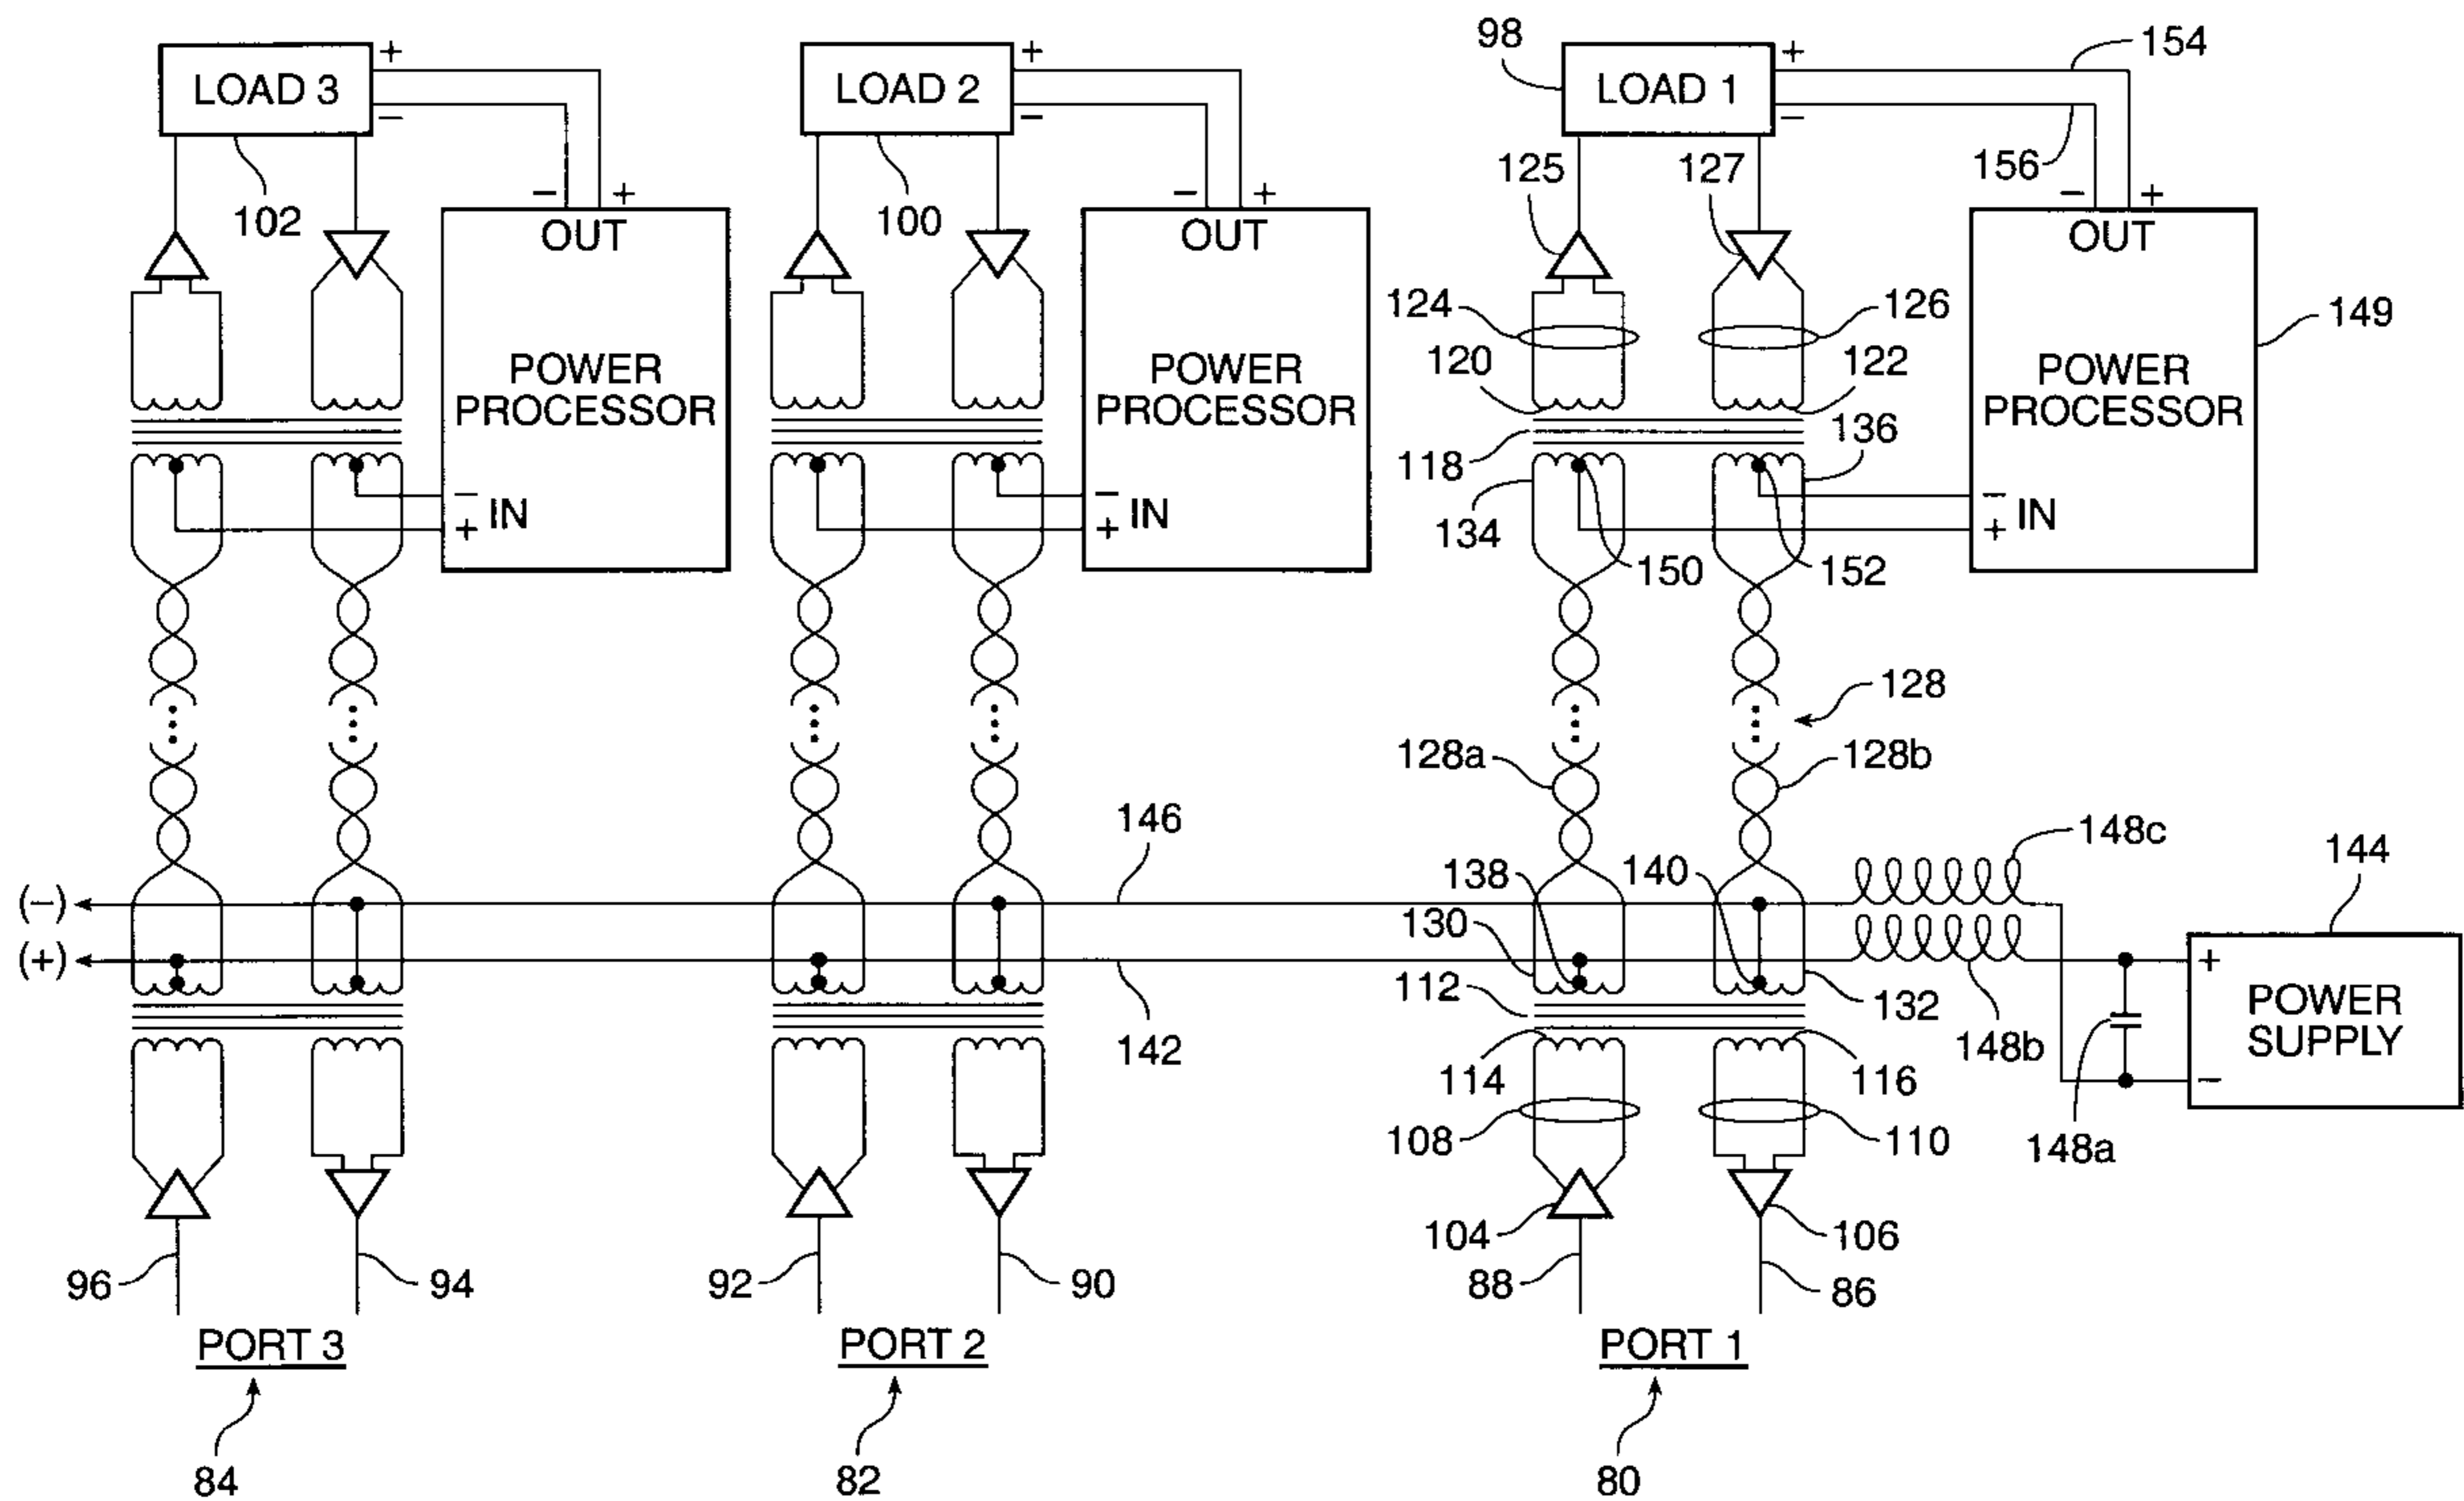 98
154
+
+
+
LOAD 3
LOAD 2
LOAD 1
−
−
−
125
127
156
− +
− +
− +
102
100
OUT
OUT
OUT
124
126
149
120
122
POWER
PROCESSOR
POWER
PROCESSOR
POWER
PROCESSOR
118
136
− IN
+
− IN
+
− IN
+
134
150
152
128
128a
128b
146
148c
144
138
140
(−)
130
(+)
112
132
+
POWER
SUPPLY
−
142
148b
114
116
108
110
148a
104
106
96
94
92
90
88
86
PORT 3
PORT 2
PORT 1
84
82
80